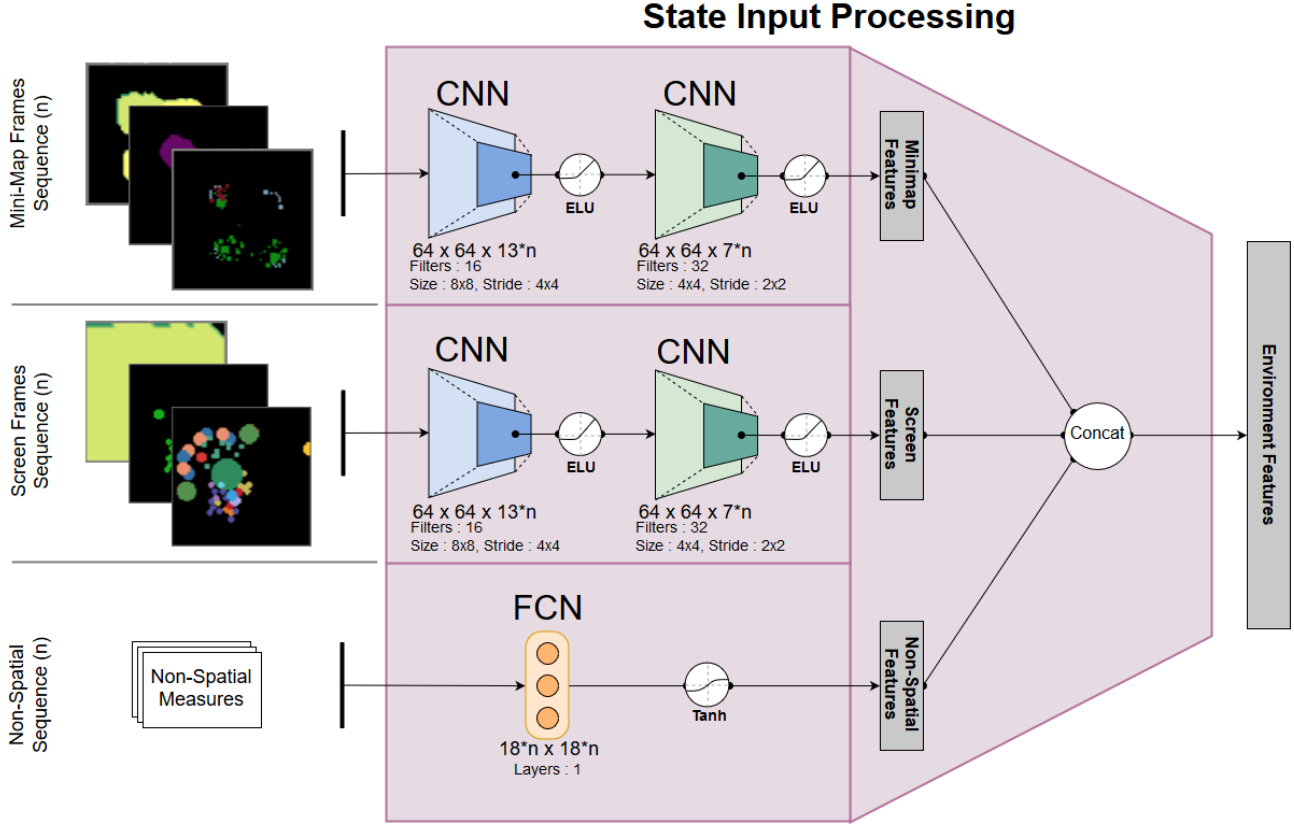 State Input Processing
Mini-Map Frames
Sequence (n)
CNN
ELU
64 x 64 x 13*n
Filters : 16
Size : 8x8, Stride : 4x4
CNN
ELU
64 x 64 x 7*n
Filters : 32
Size : 4x4, Stride : 2x2
Minimap
Features
Screen Frames
Sequence (n)
CNN
ELU
64 x 64 x 13*n
Filters : 16
Size : 8x8, Stride : 4x4
CNN
ELU
64 x 64 x 7*n
Filters : 32
Size : 4x4, Stride : 2x2
Screen
Features
Concat
Environment Features
Non-Spatial
Sequence (n)
Non-Spatial
Measures
FCN
18*n x 18*n
Layers : 1
Tanh
Non-Spatial
Features